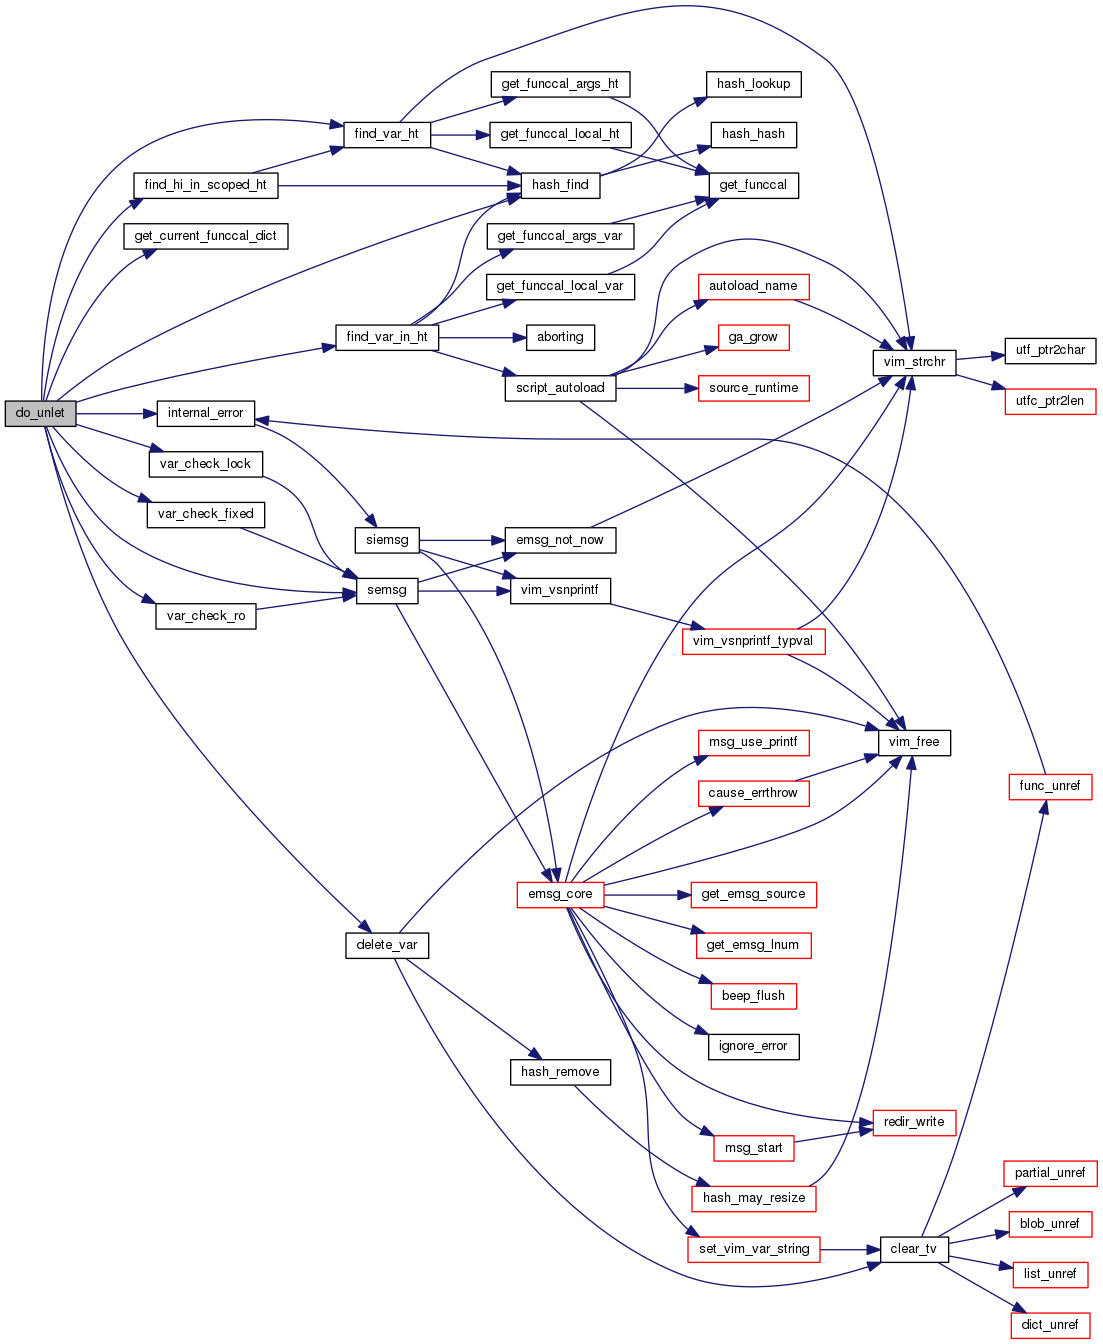 do_unlet
find_var_ht
find_hi_in_scoped_ht
get_current_funccal_dict
find_var_in_ht
internal_error
var_check_lock
var_check_fixed
var_check_ro
siemsg
semsg
delete_var
get_funccal_args_ht
get_funccal_local_ht
hash_find
get_funccal_args_var
get_funccal_local_var
aborting
script_autoload
emsg_not_now
vim_vsnprintf
emsg_core
hash_remove
hash_lookup
hash_hash
get_funccal
autoload_name
ga_grow
source_runtime
vim_vsnprintf_typval
msg_use_printf
cause_errthrow
get_emsg_source
get_emsg_lnum
beep_flush
ignore_error
msg_start
hash_may_resize
set_vim_var_string
vim_strchr
vim_free
redir_write
clear_tv
utf_ptr2char
utfc_ptr2len
func_unref
partial_unref
blob_unref
list_unref
dict_unref